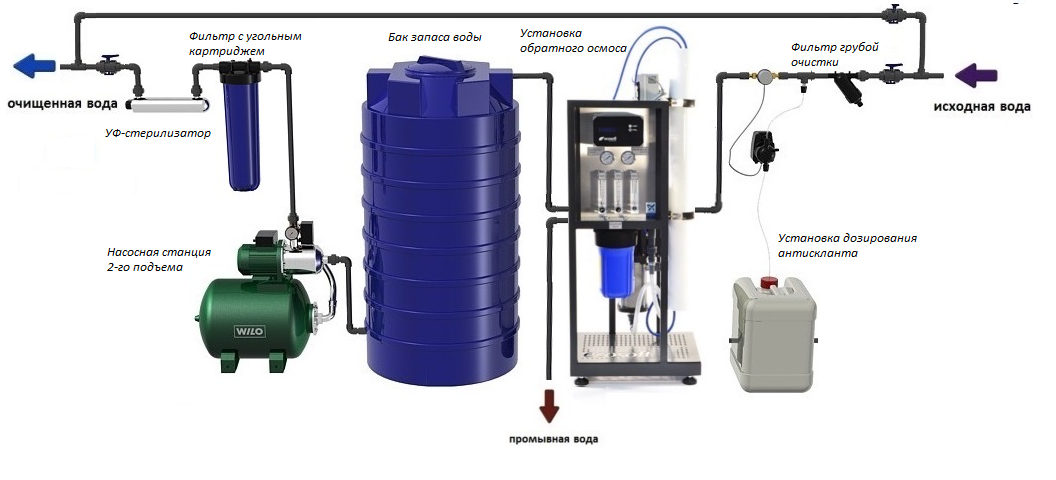 Фильтр с угольным
картриджем
Бак запаса воды
Установка
обратного осмоса
Фильтр грубой
очистки
очищенная вода
исходная вода
УФ-стерилизатор
Установка дозирования
антискланта
Насосная станция
2-го подъема
WILO
промывная вода